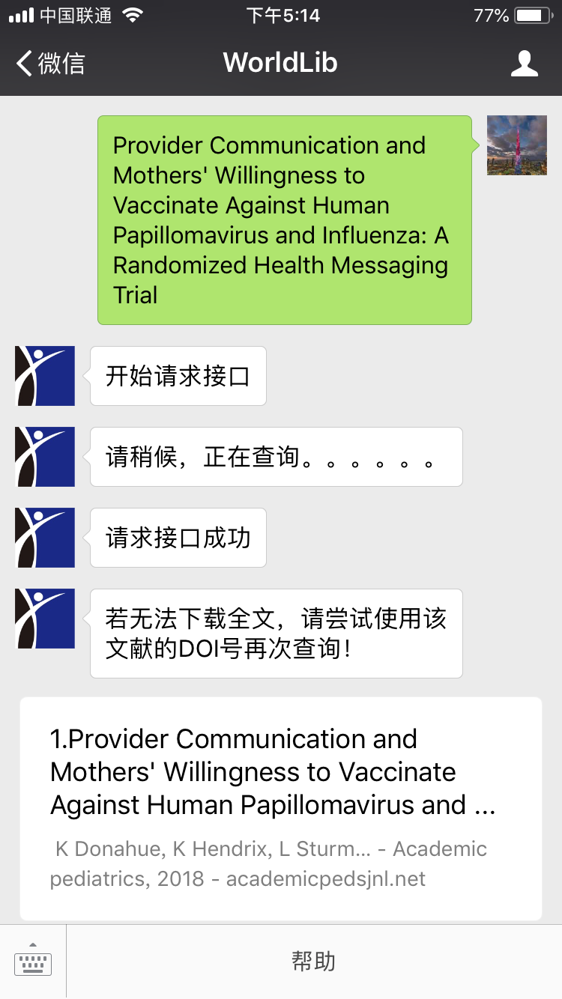 中国联通 下午5:14 77%
微信 WorldLib
Provider Communication and
Mothers' Willingness to
Vaccinate Against Human
Papillomavirus and Influenza: A
Randomized Health Messaging
Trial
开始请求接口
请稍候，正在查询。。。。。。
请求接口成功
若无法下载全文，请尝试使用该
文献的DOI号再次查询！
1.Provider Communication and
Mothers' Willingness to Vaccinate
Against Human Papillomavirus and ...
K Donahue, K Hendrix, L Sturm... - Academic
pediatrics, 2018 - academicpedsjnl.net
帮助